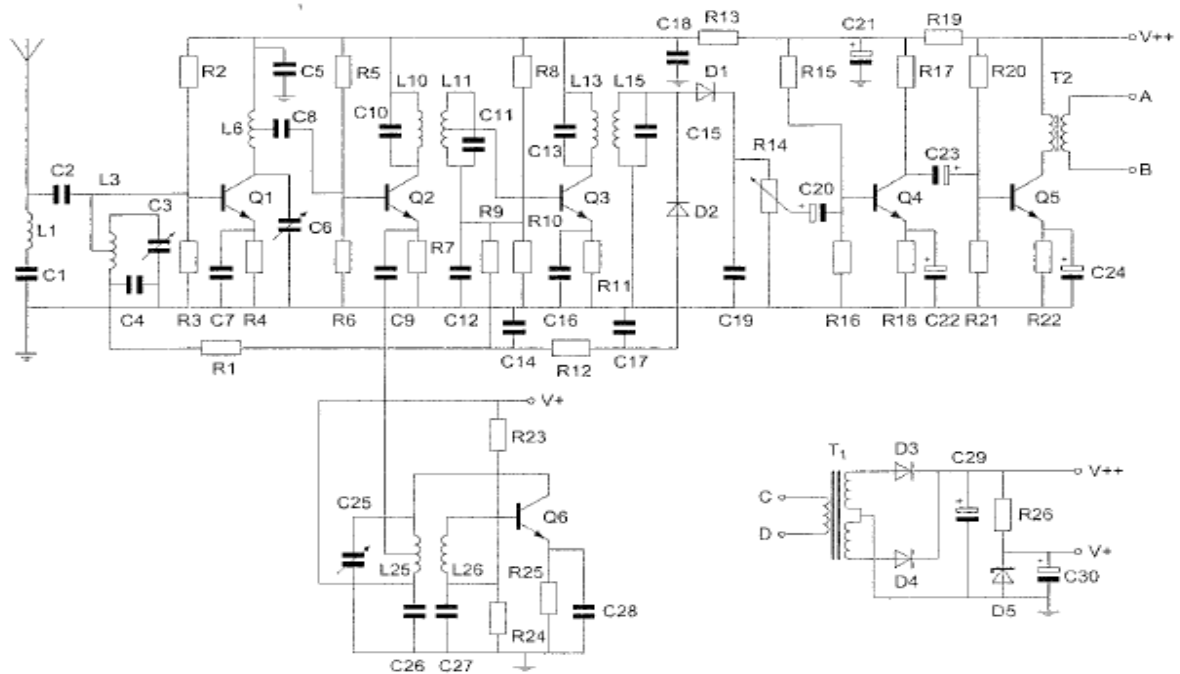 C18 R13 C21 R19
V++
R2 C5 R5 L10 L11 R8 L13 L15 D1 R15 R17 R20 T2
A
C8 C10 C11 C15
L6 C13 R14 C23
B
C2 L3 Q1 Q2 Q3 C20 Q4 Q5
C3 C6 R9 R10 D2
L1 R7
C1 R11 C24
C4 R3 C7 R4 R6 C9 C12 C14 C16 C17 C19 R16 R18 C22 R21 R22
R1 R12
V+
R23
T1 D3 C29 V++
C25 Q6 C R26
D
L25 L26 R25 D4 V+
C30
C28 D5
R24
C26 C27